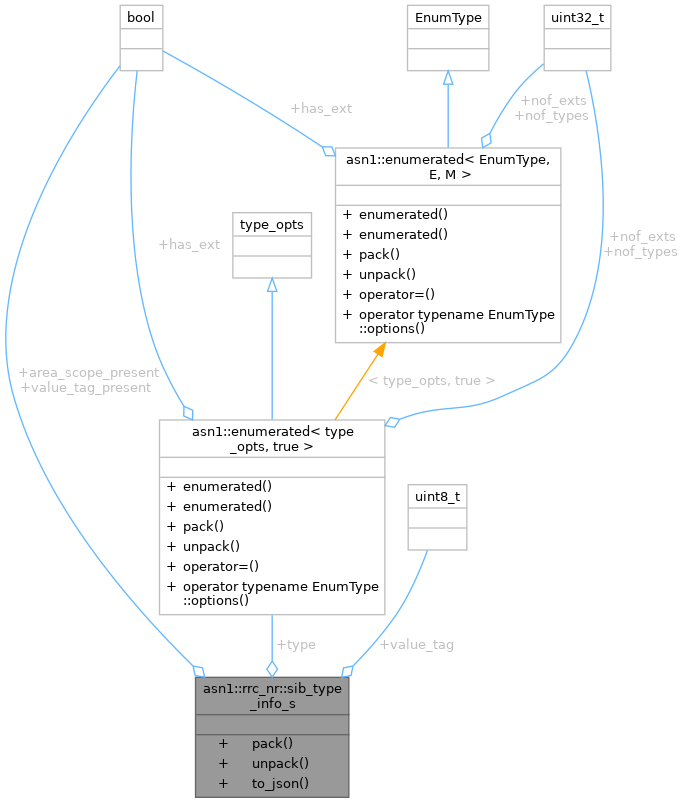 bool
EnumType
uint32_t
+has_ext
+nof_exts
+nof_types
asn1::enumerated< EnumType,
E, M >
+ enumerated()
+ enumerated()
+ pack()
+ unpack()
+ operator=()
+ operator typename EnumType
::options()
type_opts
+has_ext
+nof_exts
+nof_types
+area_scope_present
+value_tag_present
< type_opts, true >
asn1::enumerated< type
_opts, true >
+ enumerated()
+ enumerated()
+ pack()
+ unpack()
+ operator=()
+ operator typename EnumType
::options()
uint8_t
+type
+value_tag
asn1::rrc_nr::sib_type
_info_s
+ pack()
+ unpack()
+ to_json()